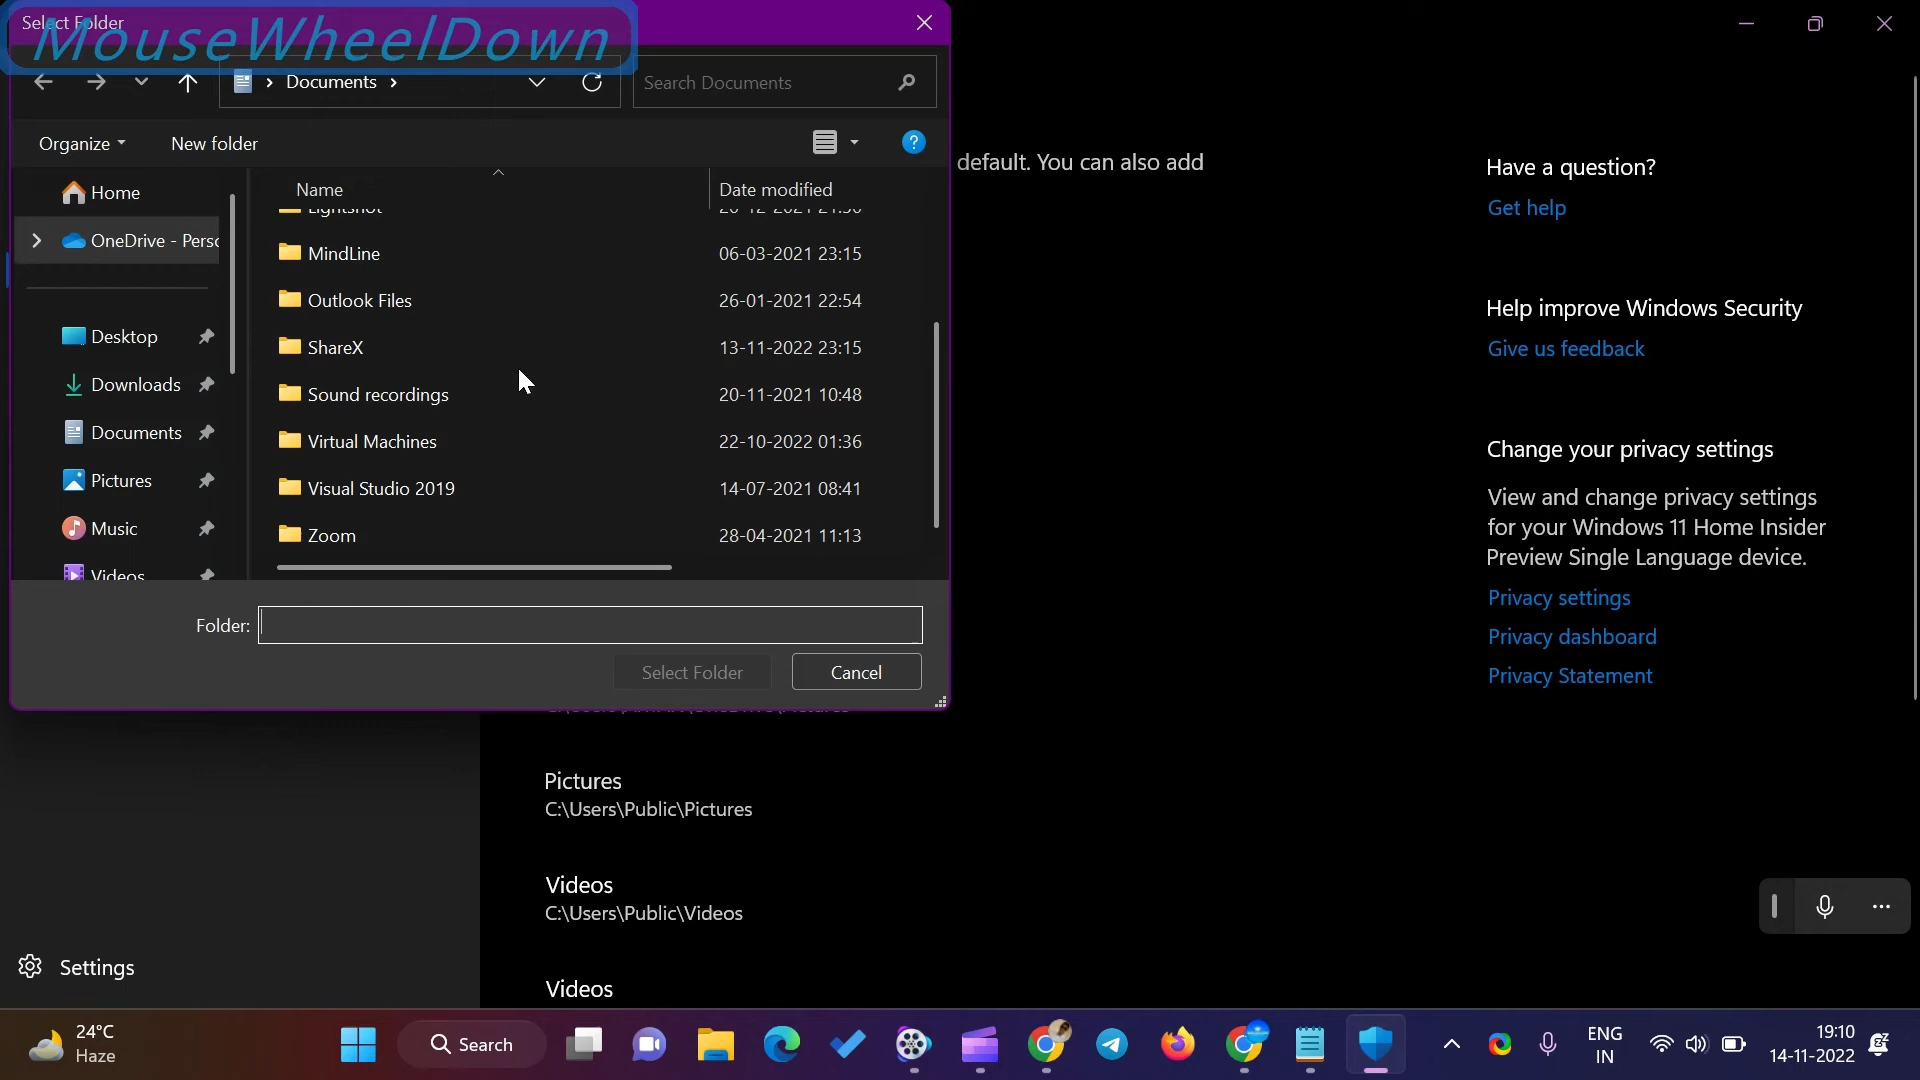 Select Folder
MouseWheelDown
Documents
Search Documents
Organize
New folder
Name
Date modified
Home
OneDrive - Perso
Desktop
Downloads
Documents
Pictures
Music
Videos
Lightshot
MindLine 06-03-2021 23:15
Outlook Files 26-01-2021 22:54
ShareX 13-11-2022 23:15
Sound recordings 20-11-2021 10:48
Virtual Machines 22-10-2022 01:36
Visual Studio 2019 14-07-2021 08:41
Zoom 28-04-2021 11:13
Folder:
Select Folder
Cancel
default. You can also add
Have a question?
Get help
Help improve Windows Security
Give us feedback
Change your privacy settings
View and change privacy settings
for your Windows 11 Home Insider
Preview Single Language device.
Privacy settings
Privacy dashboard
Privacy Statement
Pictures
C:\Users\Public\Pictures
Videos
C:\Users\Public\Videos
Videos
Settings
24°C
Haze
Search
ENG
IN
19:10
14-11-2022